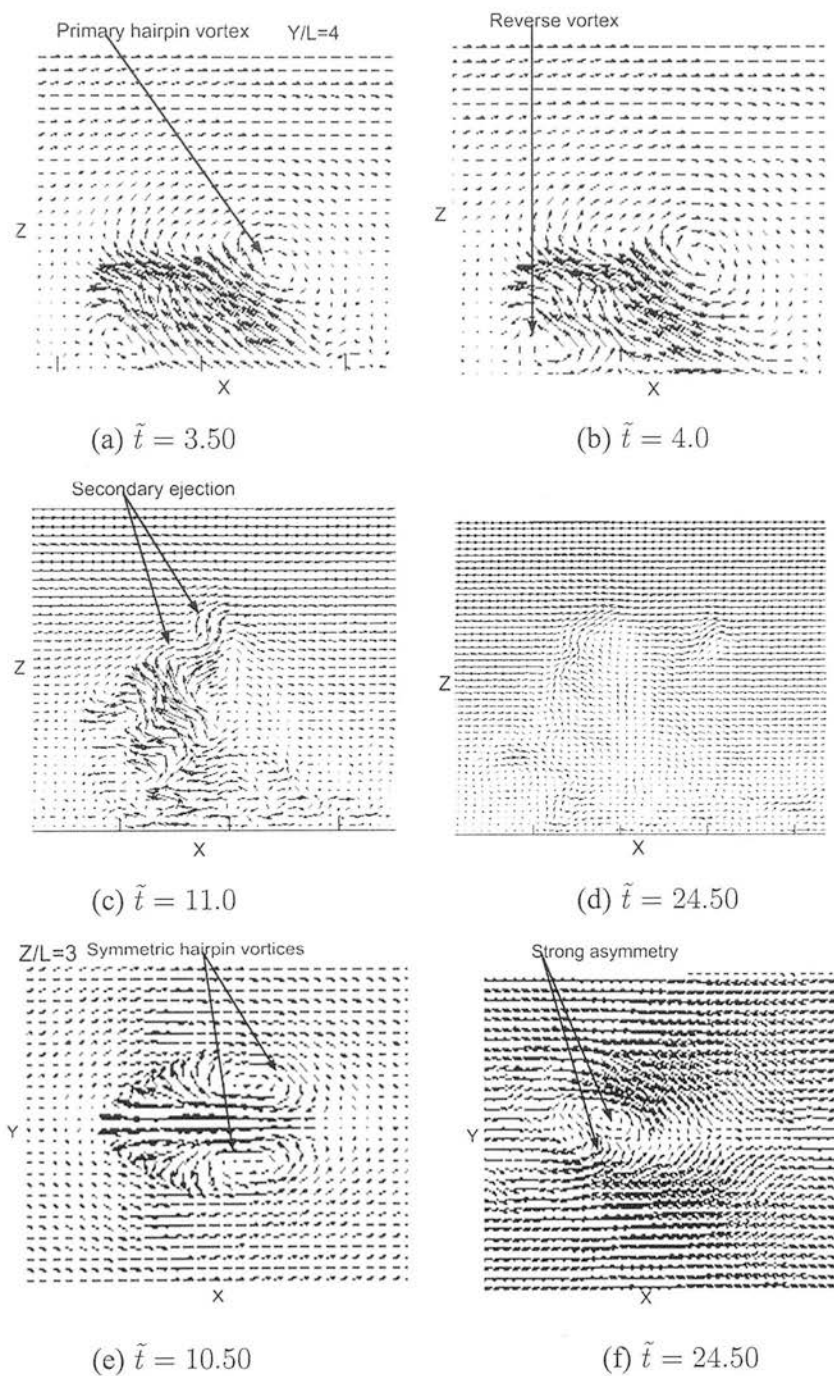 Primary hairpin vortex Y/L=4
Reverse vortex
Z
Z
X
X
(a) t̃ = 3.50
(b) t̃ = 4.0
Secondary ejection
Z
Z
X
X
(c) t̃ = 11.0
(d) t̃ = 24.50
Z/L=3 Symmetric hairpin vortices
Strong asymmetry
Y
Y
X
X
(e) t̃ = 10.50
(f) t̃ = 24.50